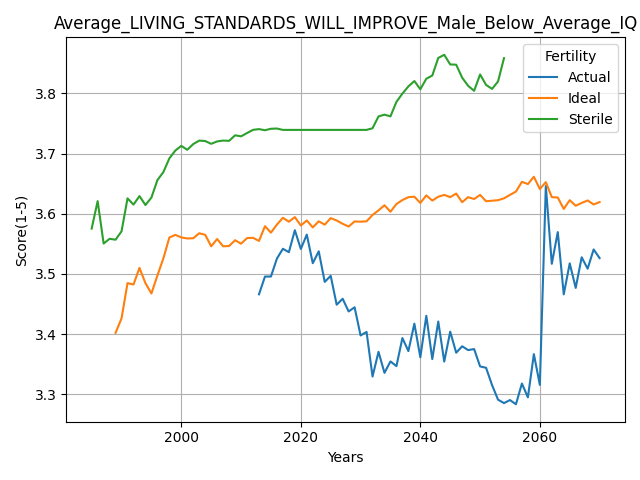 Average_LIVING_STANDARDS_WILL_IMPROVE_Male_Below_Average_IQ
Fertility
Actual
Ideal
Sterile
Score(1-5)
3.8
3.7
3.6
3.5
3.4
3.3
2000
2020
2040
2060
Years